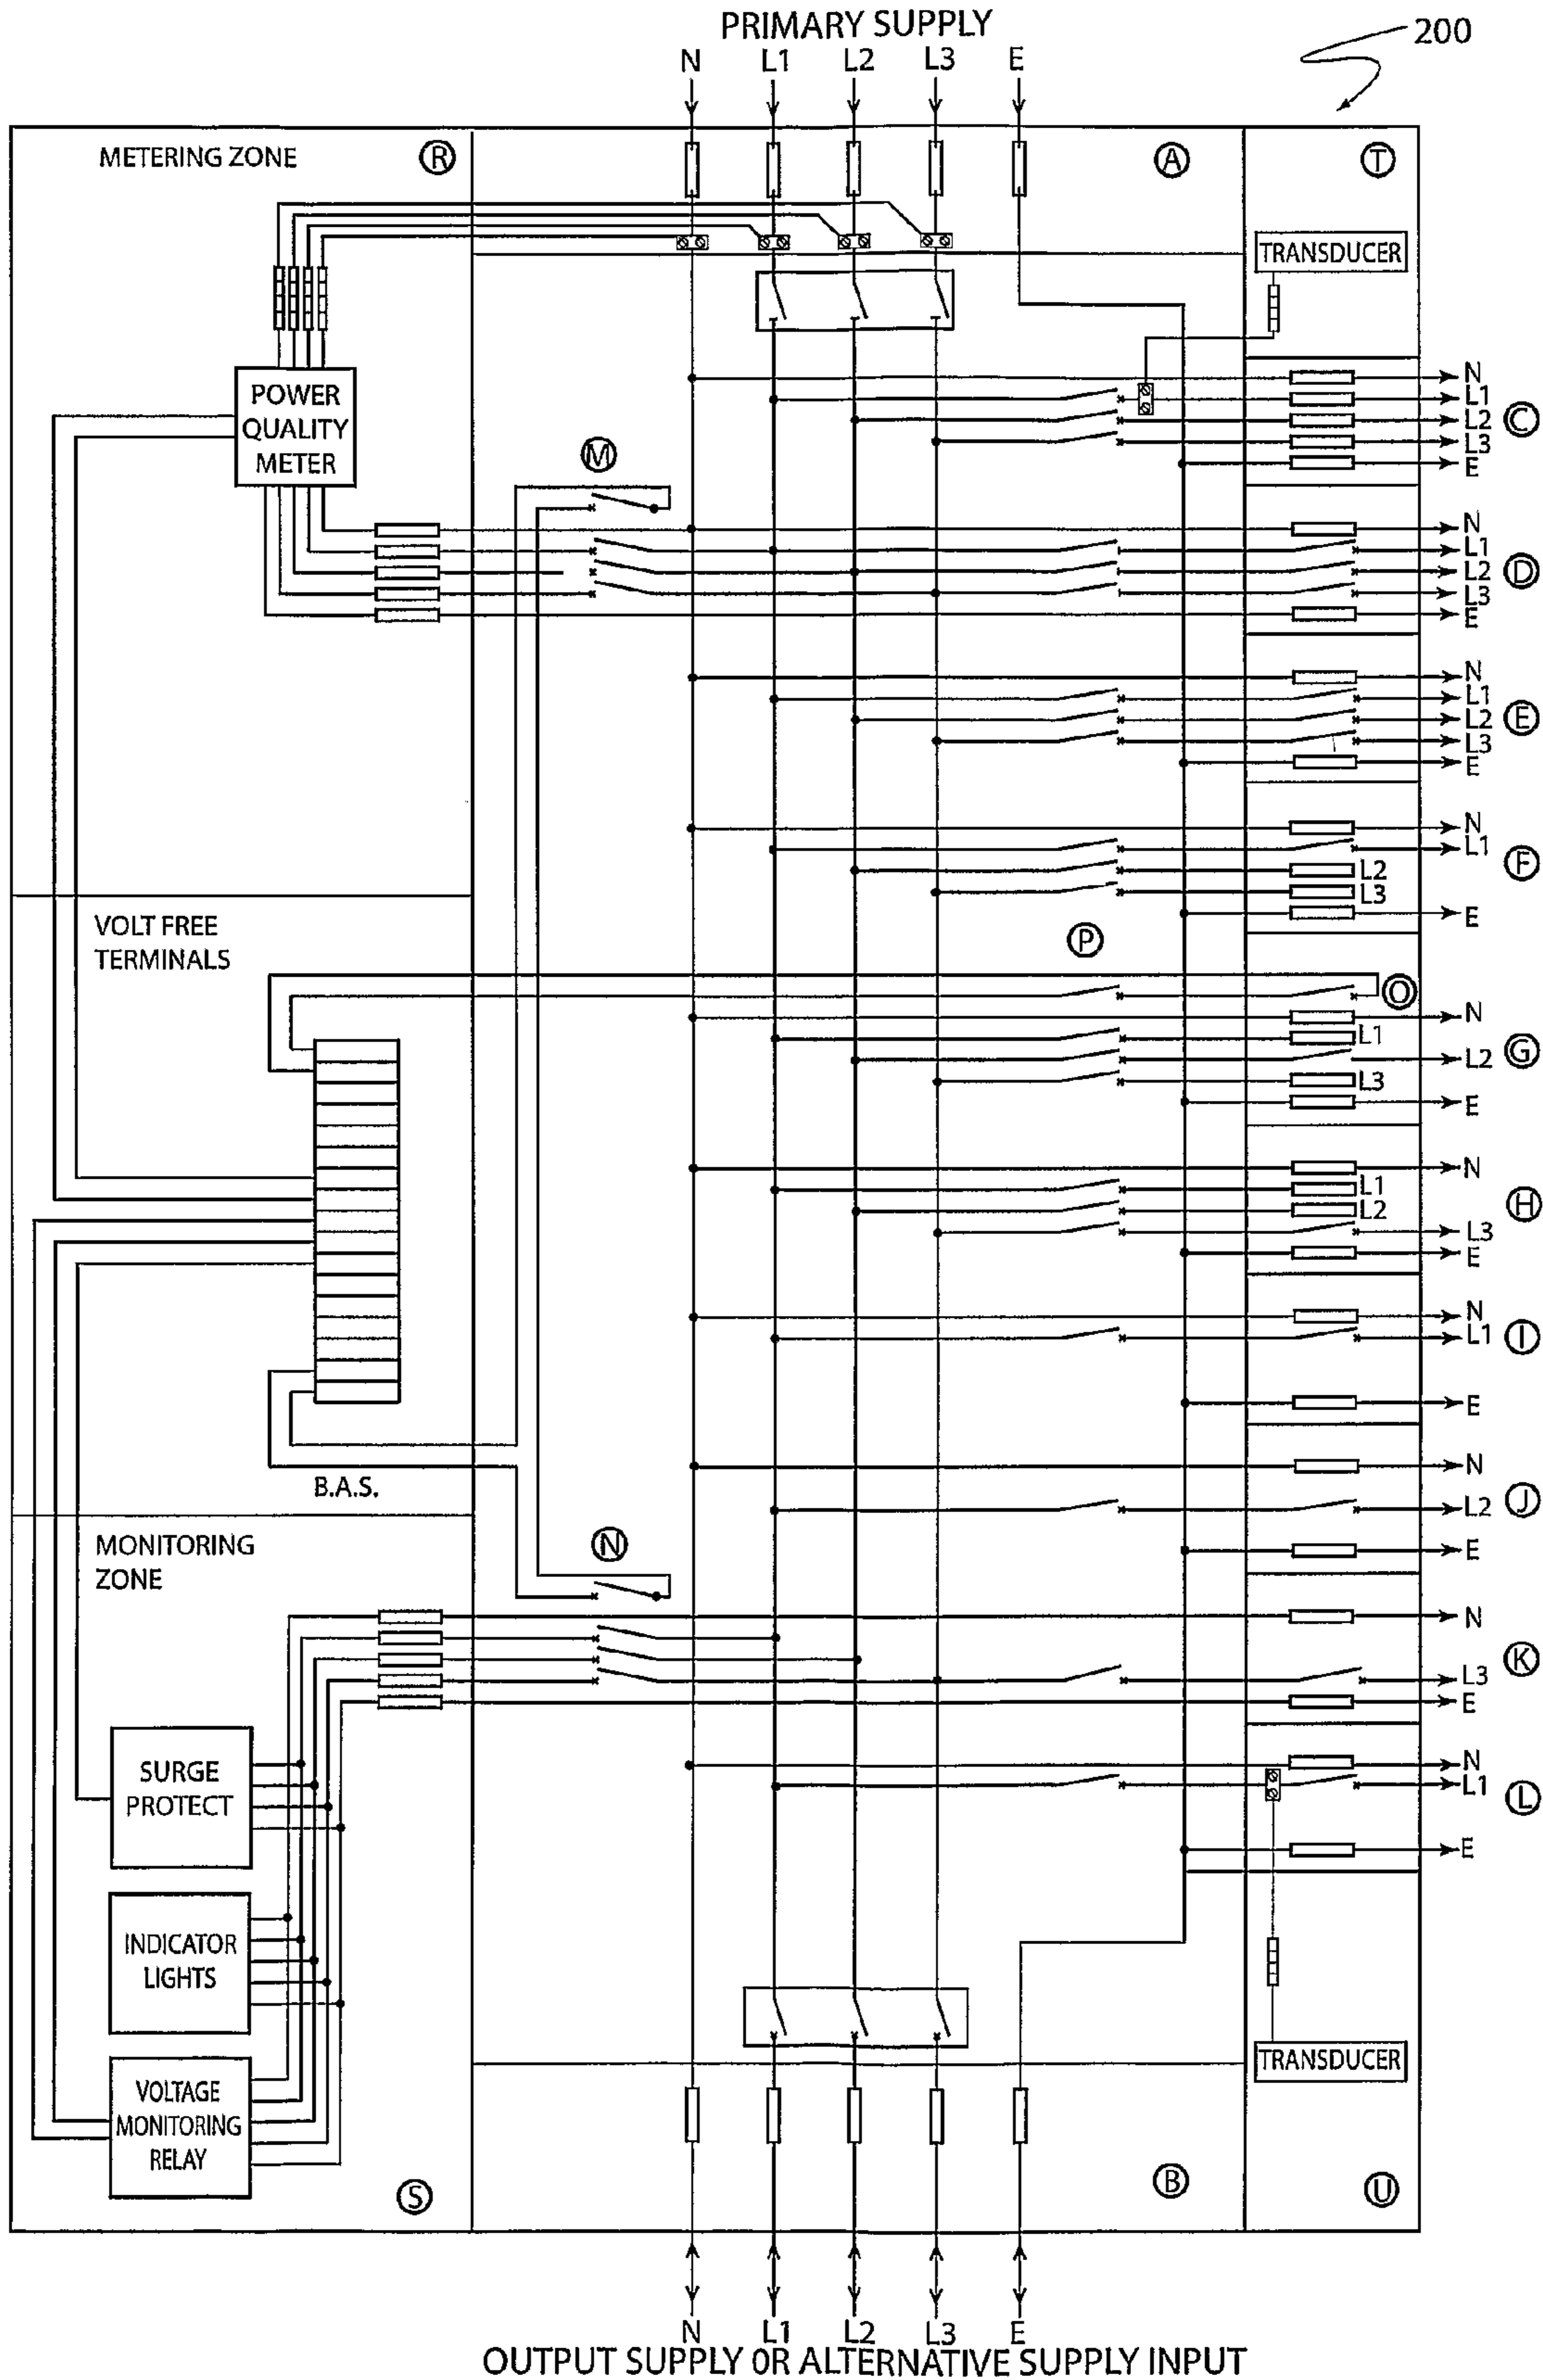 PRIMARY SUPPLY
200
N L1 L2 L3 E
METERING ZONE
R
A
T
TRANSDUCER
POWER
QUALITY
METER
N
L1
L2
L3
E
C
M
N
L1
L2
L3
E
D
N
L1
L2
L3
E
E
N
L1
L2
L3
E
F
VOLT FREE
TERMINALS
P
O
N
L1
L2
L3
E
G
N
L1
L2
L3
E
H
N
L1
E
I
B.A.S.
N
L2
E
J
MONITORING
ZONE
N
N
L3
E
K
SURGE
PROTECT
N
L1
E
L
INDICATOR
LIGHTS
TRANSDUCER
VOLTAGE
MONITORING
RELAY
S
B
U
N L1 L2 L3 E
OUTPUT SUPPLY OR ALTERNATIVE SUPPLY INPUT